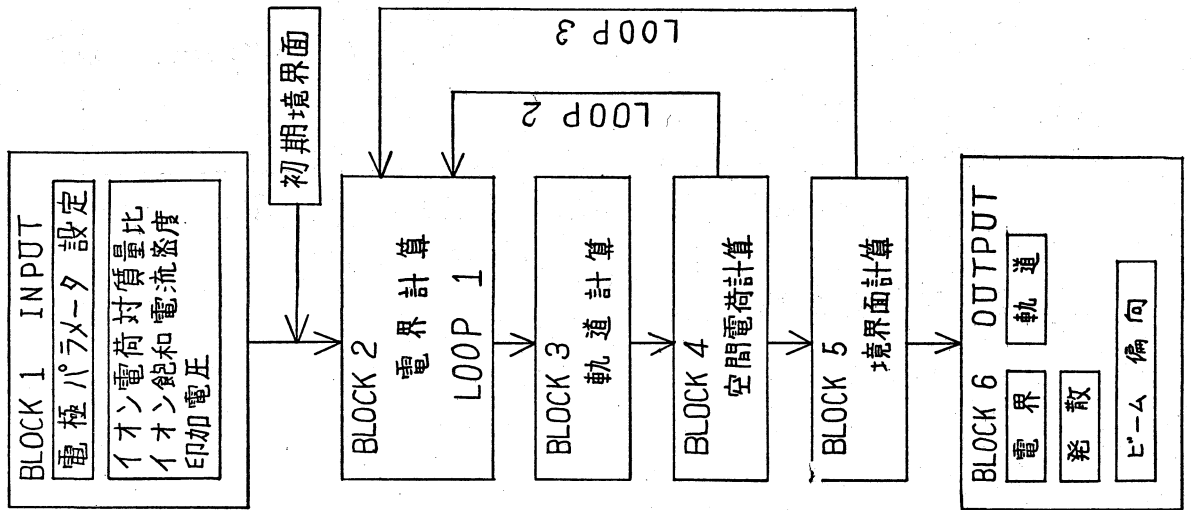 BLOCK 1 INPUT
電極パラメータ 設定
イオン電荷対質量比
イオン飽和電流密度
印加電圧
初期境界面
BLOCK 2
電界計算
LOOP 1
LOOP 2
LOOP 3
BLOCK 3
軌道計算
BLOCK 4
空間電荷計算
BLOCK 5
境界面計算
BLOCK 6 OUTPUT
電界 軌道
発散
ビーム 偏向